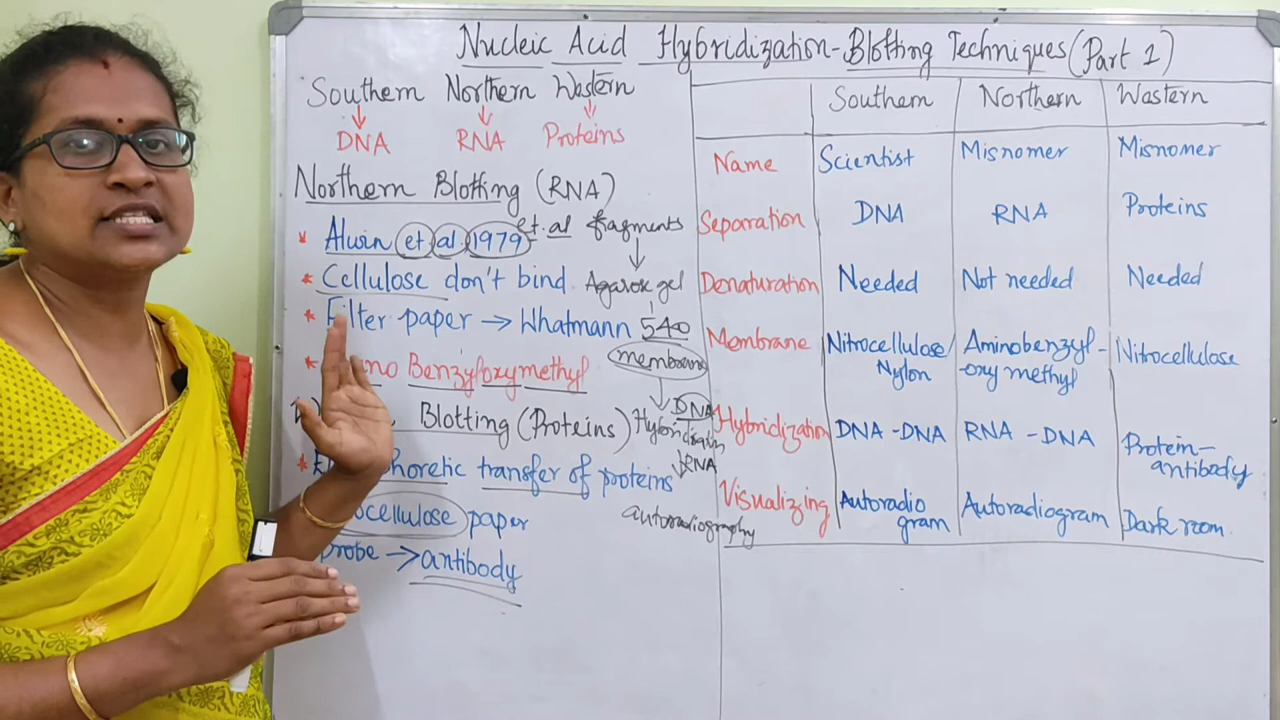 Nucleic Acid Hybridization-Blotting Techniques (Part 1)
Southern Northern Western
DNA RNA Proteins
Northern Blotting (RNA)
* Alwin et al 1979 et. al fragments
* Cellulose don't bind Agarose gel
* Filter paper → Whatmann 540
membrane
* Benzyloxymethyl
Blotting (Proteins)
DNA
Hybridizain
RNA
* transfer of proteins
paper
autoradiography
probe → antibody
Southern Northern Wastern
Name Scientist Misnomer Misnomer
Separation DNA RNA Proteins
Denaturation Needed Not needed Needed
Membrane Nitrocellulose/ Aminobenzyl- Nitrocellulose
Nylon -oxy methyl
Hybridization DNA-DNA RNA-DNA Protein-
antibody
Visualizing Autoradio Autoradiogram Dark room.
gram